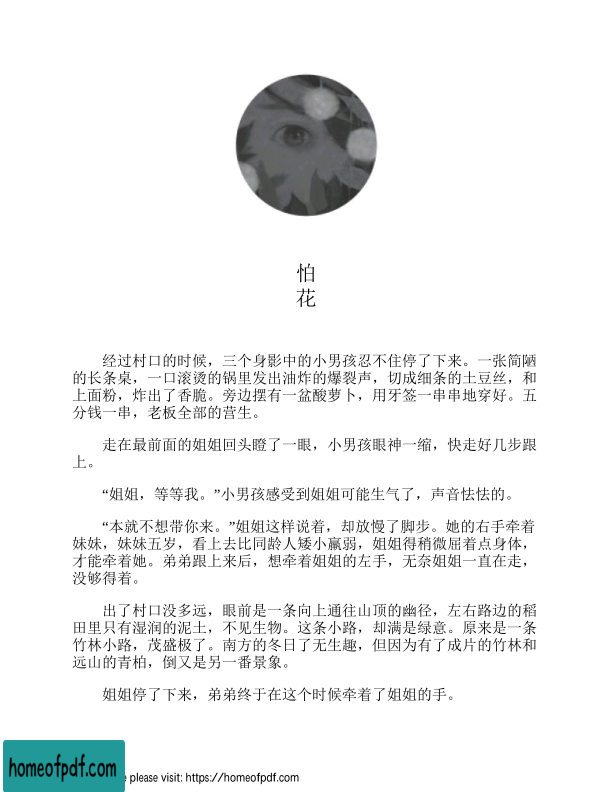 怕
花
经过村口的时候，三个身影中的小男孩忍不住停了下来。一张简陋
的长条桌，一口滚烫的锅里发出油炸的爆裂声，切成细条的土豆丝，和
上面粉，炸出了香脆。旁边摆有一盆酸萝卜，用牙签一串串地穿好。五
分钱一串，老板全部的营生。
走在最前面的姐姐回头瞪了一眼，小男孩眼神一缩，快走好几步跟
上。
“姐姐，等等我。”小男孩感受到姐姐可能生气了，声音怯怯的。
“本就不想带你来。”姐姐这样说着，却放慢了脚步。她的右手牵着
妹妹，妹妹五岁，看上去比同龄人矮小羸弱，姐姐得稍微屈着点身体，
才能牵着她。弟弟跟上来后，想牵着姐姐的左手，无奈姐姐一直在走，
没够得着。
出了村口没多远，眼前是一条向上通往山顶的幽径，左右路边的稻
田里只有湿润的泥土，不见生物。这条小路，却满是绿意。原来是一条
竹林小路，茂盛极了。南方的冬日了无生趣，但因为有了成片的竹林和
远山的青柏，倒又是另一番景象。
姐姐停了下来，弟弟终于在这个时候牵着了姐姐的手。
homeofpdf.com
e please visit: https://homeofpdf.com